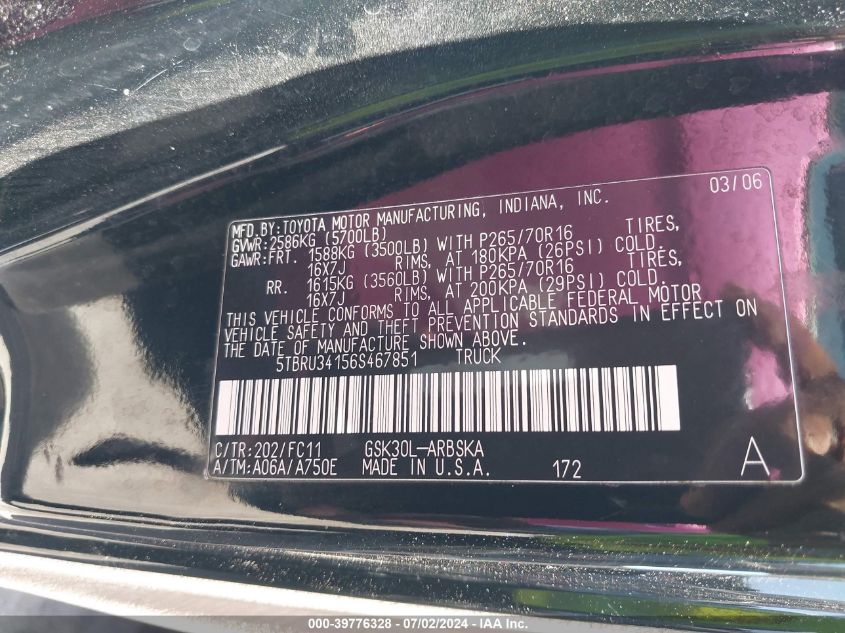 03/06
MFD.BY:TOYOTA MOTOR MANUFACTURING, INDIANA, INC.
GVWR:2586KG (5700LB)
GAWR:FRT. 1588KG (3500LB) WITH P265/70R16 TIRES,
16X7J RIMS, AT 180KPA (26PSI) COLD.
RR. 1615KG (3560LB) WITH P265/70R16 TIRES,
16X7J RIMS, AT 200KPA (29PSI) COLD.
THIS VEHICLE CONFORMS TO ALL APPLICABLE FEDERAL MOTOR
VEHICLE SAFETY AND THEFT PREVENTION STANDARDS IN EFFECT ON
THE DATE OF MANUFACTURE SHOWN ABOVE.
5TBRU34156S467851 TRUCK
C/TR:202/FC11 GSK30L-ARBSKA
A/TM:A06A/A750E MADE IN U.S.A. 172 A
000-39776328 - 07/02/2024 - IAA Inc.